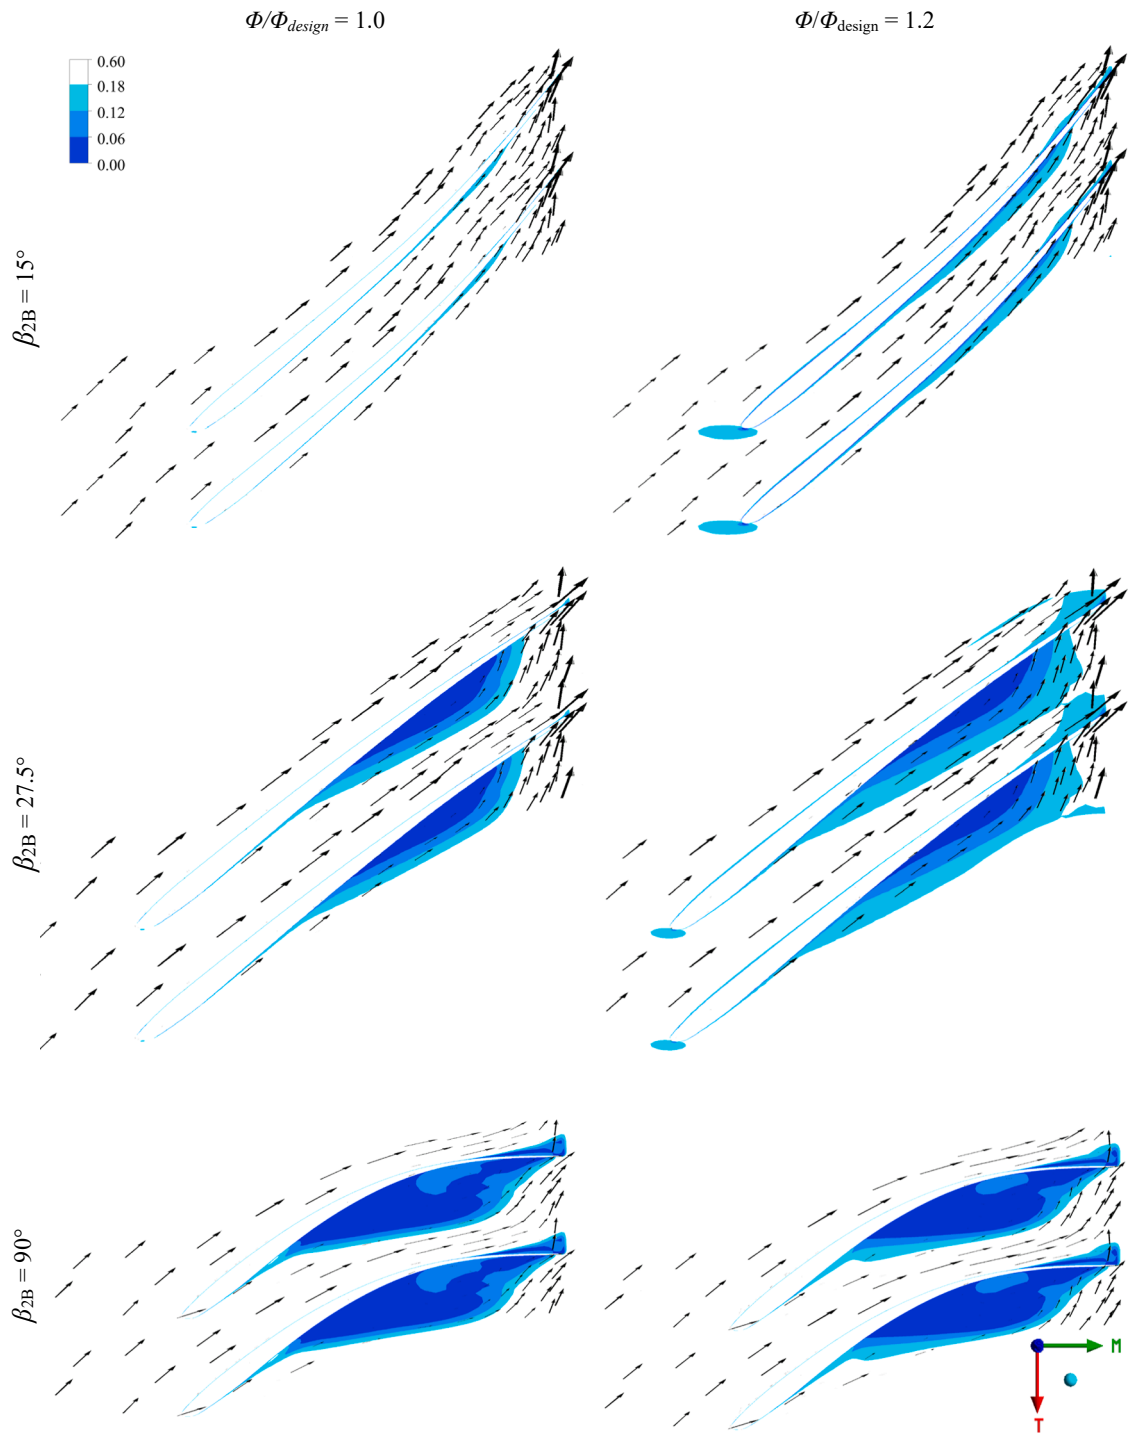 Φ/Φdesign = 1.0
Φ/Φdesign = 1.2
0.60
0.18
0.12
0.06
0.00
β2B = 15°
β2B = 27.5°
β2B = 90°
M
T